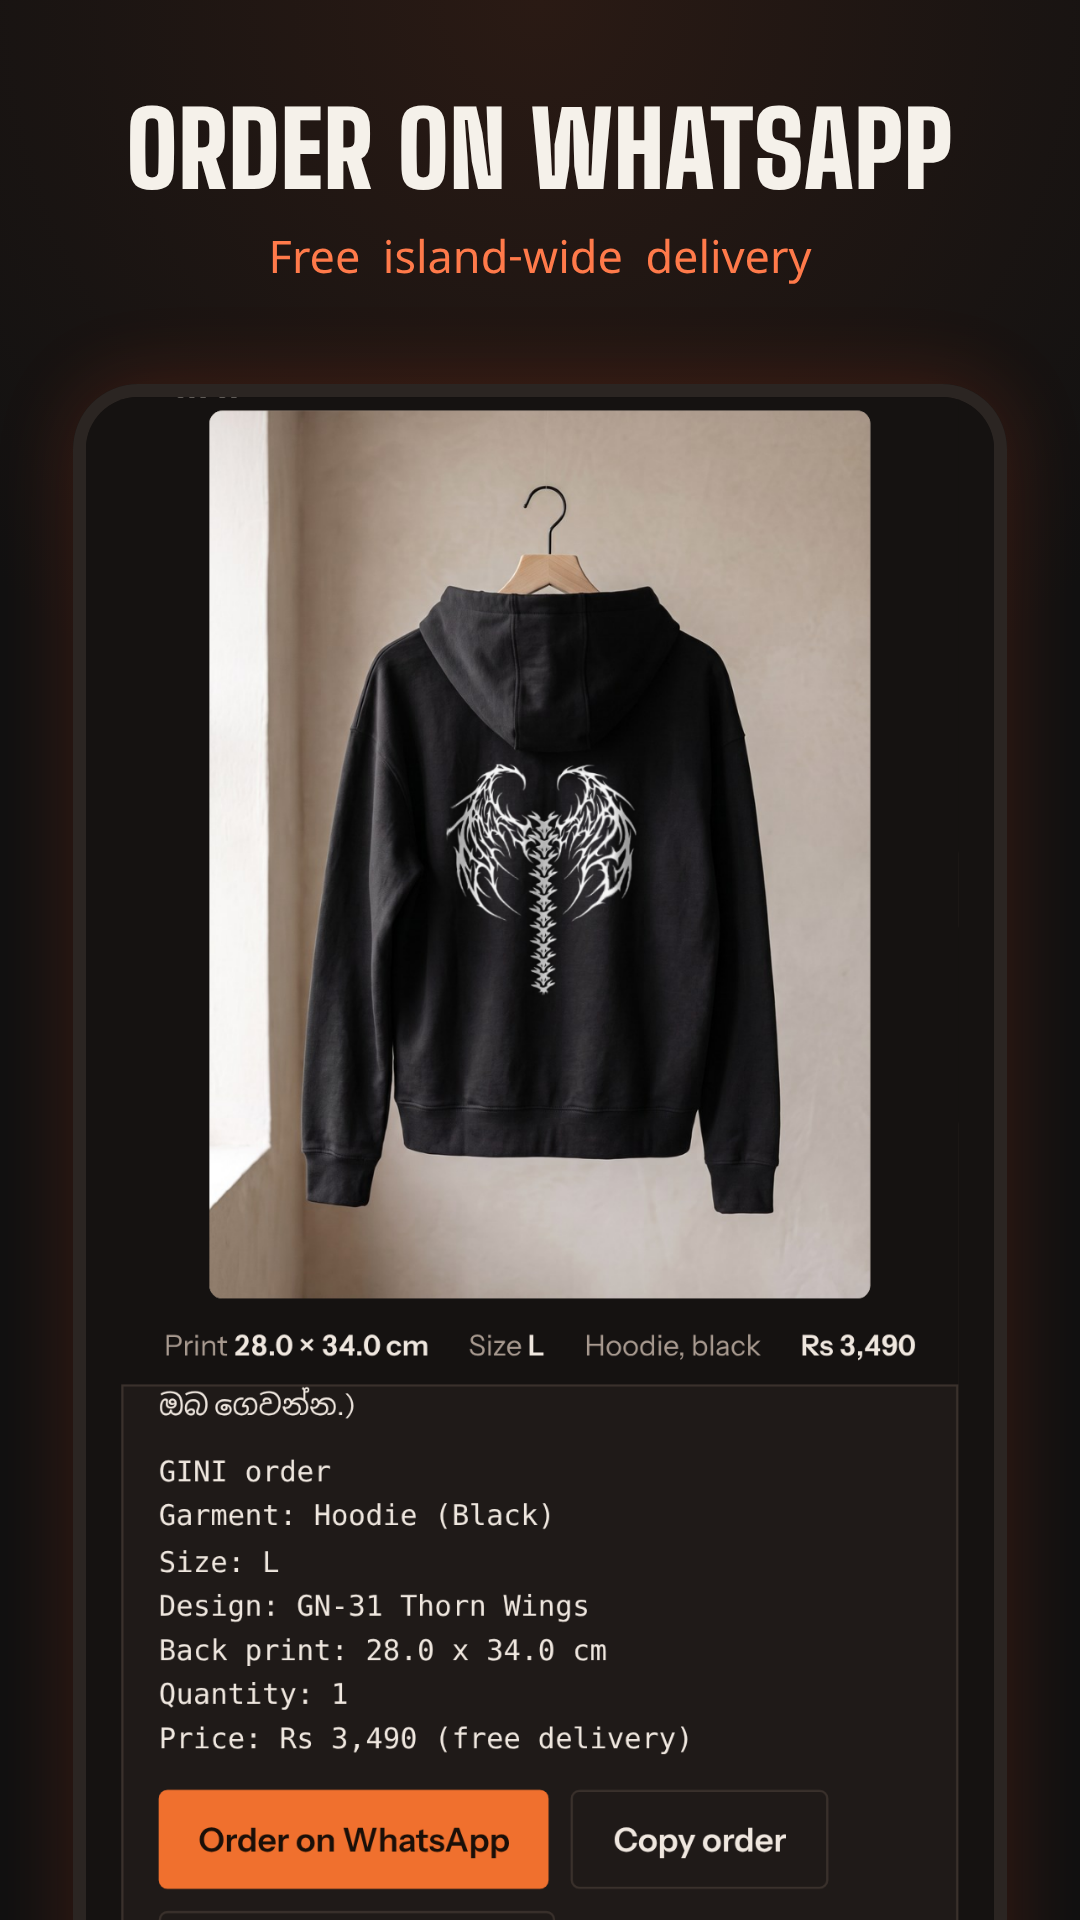 ORDER ON WHATSAPP
Free island-wide delivery
Print 28.0 × 34.0 cm Size L Hoodie, black Rs 3,490
ඔබ ගෙවන්න.)
GINI order
Garment: Hoodie (Black)
Size: L
Design: GN-31 Thorn Wings
Back print: 28.0 x 34.0 cm
Quantity: 1
Price: Rs 3,490 (free delivery)
Order on WhatsApp Copy order